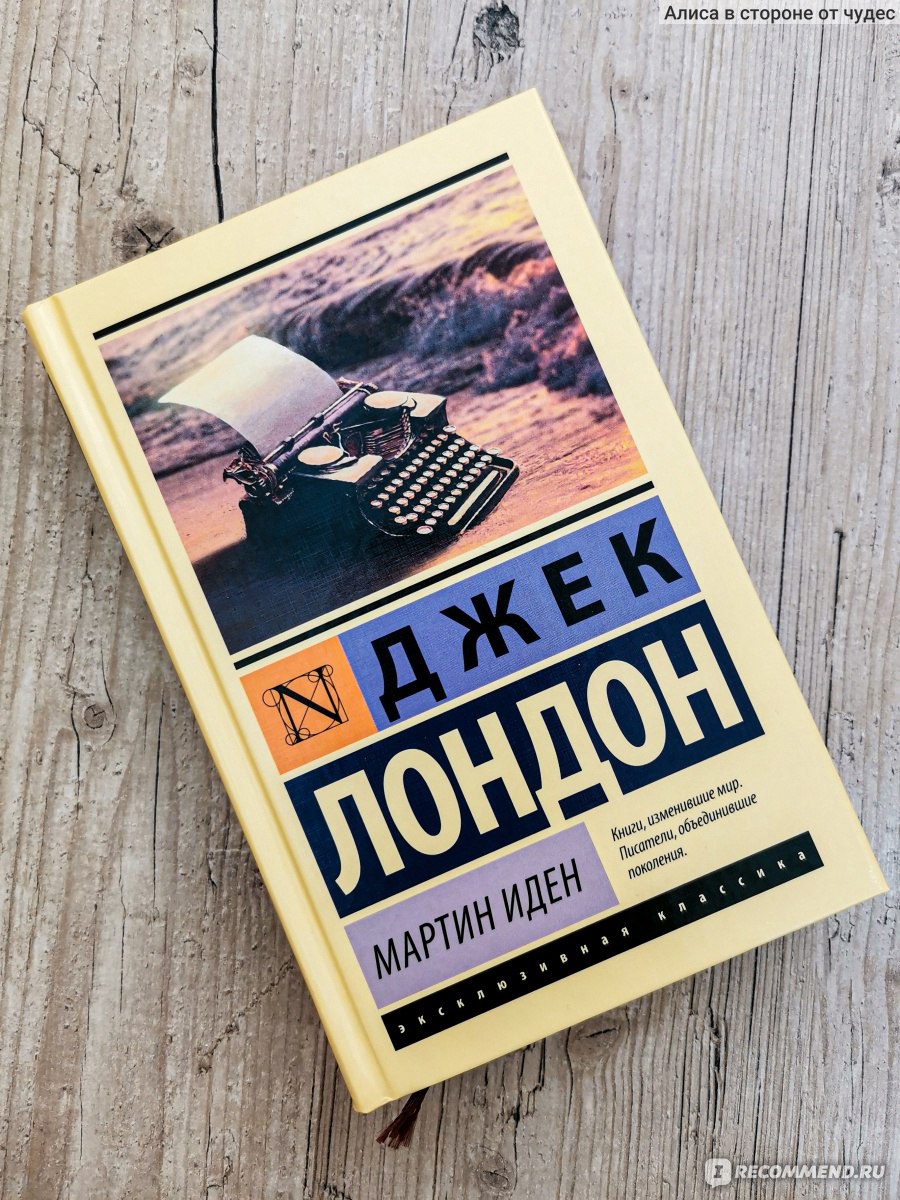 Алиса в стороне от чудес
N
ДЖЕК
ЛОНДОН
Книги, изменившие мир.
Писатели, объединившие
поколения.
МАРТИН ИДЕН
эксклюзивная классика
I RECOMMEND.RU